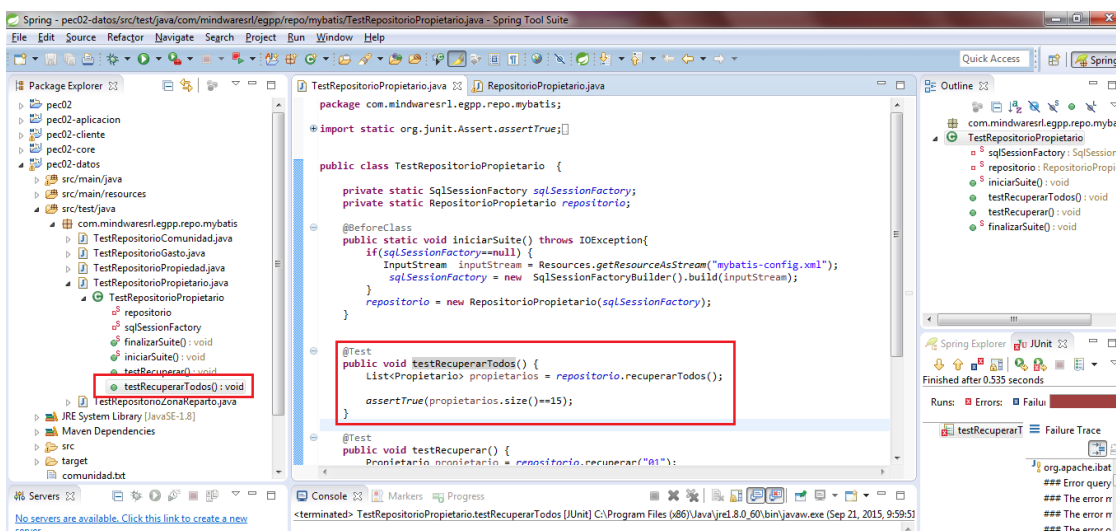 Spring - pec02-datos/src/test/java/com/mindwaresrl/egpp/repo/mybatis/TestRepositorioPropietario.java - Spring Tool Suite
File Edit Source Refactor Navigate Search Project Run Window Help
Quick Access
Spring
Package Explorer
pec02
pec02-aplicacion
pec02-cliente
pec02-core
pec02-datos
src/main/java
src/main/resources
src/test/java
com.mindwaresrl.egpp.repo.mybatis
TestRepositorioComunidad.java
TestRepositorioGasto.java
TestRepositorioPropiedad.java
TestRepositorioPropietario.java
TestRepositorioPropietario
repositorio
sqlSessionFactory
finalizarSuite() : void
iniciarSuite() : void
testRecuperar() : void
testRecuperarTodos() : void
TestRepositorioZonaReparto.java
JRE System Library [JavaSE-1.8]
Maven Dependencies
src
target
comunidad.txt
Servers
No servers are available. Click this link to create a new
server...
TestRepositorioPropietario.java RepositorioPropietario.java
package com.mindwaresrl.egpp.repo.mybatis;
import static org.junit.Assert.assertTrue;
public class TestRepositorioPropietario {
private static SqlSessionFactory sqlSessionFactory;
private static RepositorioPropietario repositorio;
@BeforeClass
public static void iniciarSuite() throws IOException{
if(sqlSessionFactory==null) {
InputStream inputStream = Resources.getResourceAsStream("mybatis-config.xml");
sqlSessionFactory = new SqlSessionFactoryBuilder().build(inputStream);
}
repositorio = new RepositorioPropietario(sqlSessionFactory);
}
@Test
public void testRecuperarTodos() {
List<Propietario> propietarios = repositorio.recuperarTodos();
assertTrue(propietarios.size()==15);
}
@Test
public void testRecuperar() {
Propietario propietario = repositorio.recuperar("01");
Console Markers Progress
<terminated> TestRepositorioPropietario.testRecuperarTodos [JUnit] C:\Program Files (x86)\Java\jre1.8.0_60\bin\javaw.exe (Sep 21, 2015, 9:59:51
Outline
com.mindwaresrl.egpp.repo.myba
TestRepositorioPropietario
sqlSessionFactory : SqlSession
repositorio : RepositorioPropi
iniciarSuite() : void
testRecuperarTodos() : void
testRecuperar() : void
finalizarSuite() : void
Spring Explorer JUnit
Finished after 0.535 seconds
Runs: Errors: Failu
testRecuperarT Failure Trace
org.apache.ibat
### Error query
### The error m
### The error m
### The error o